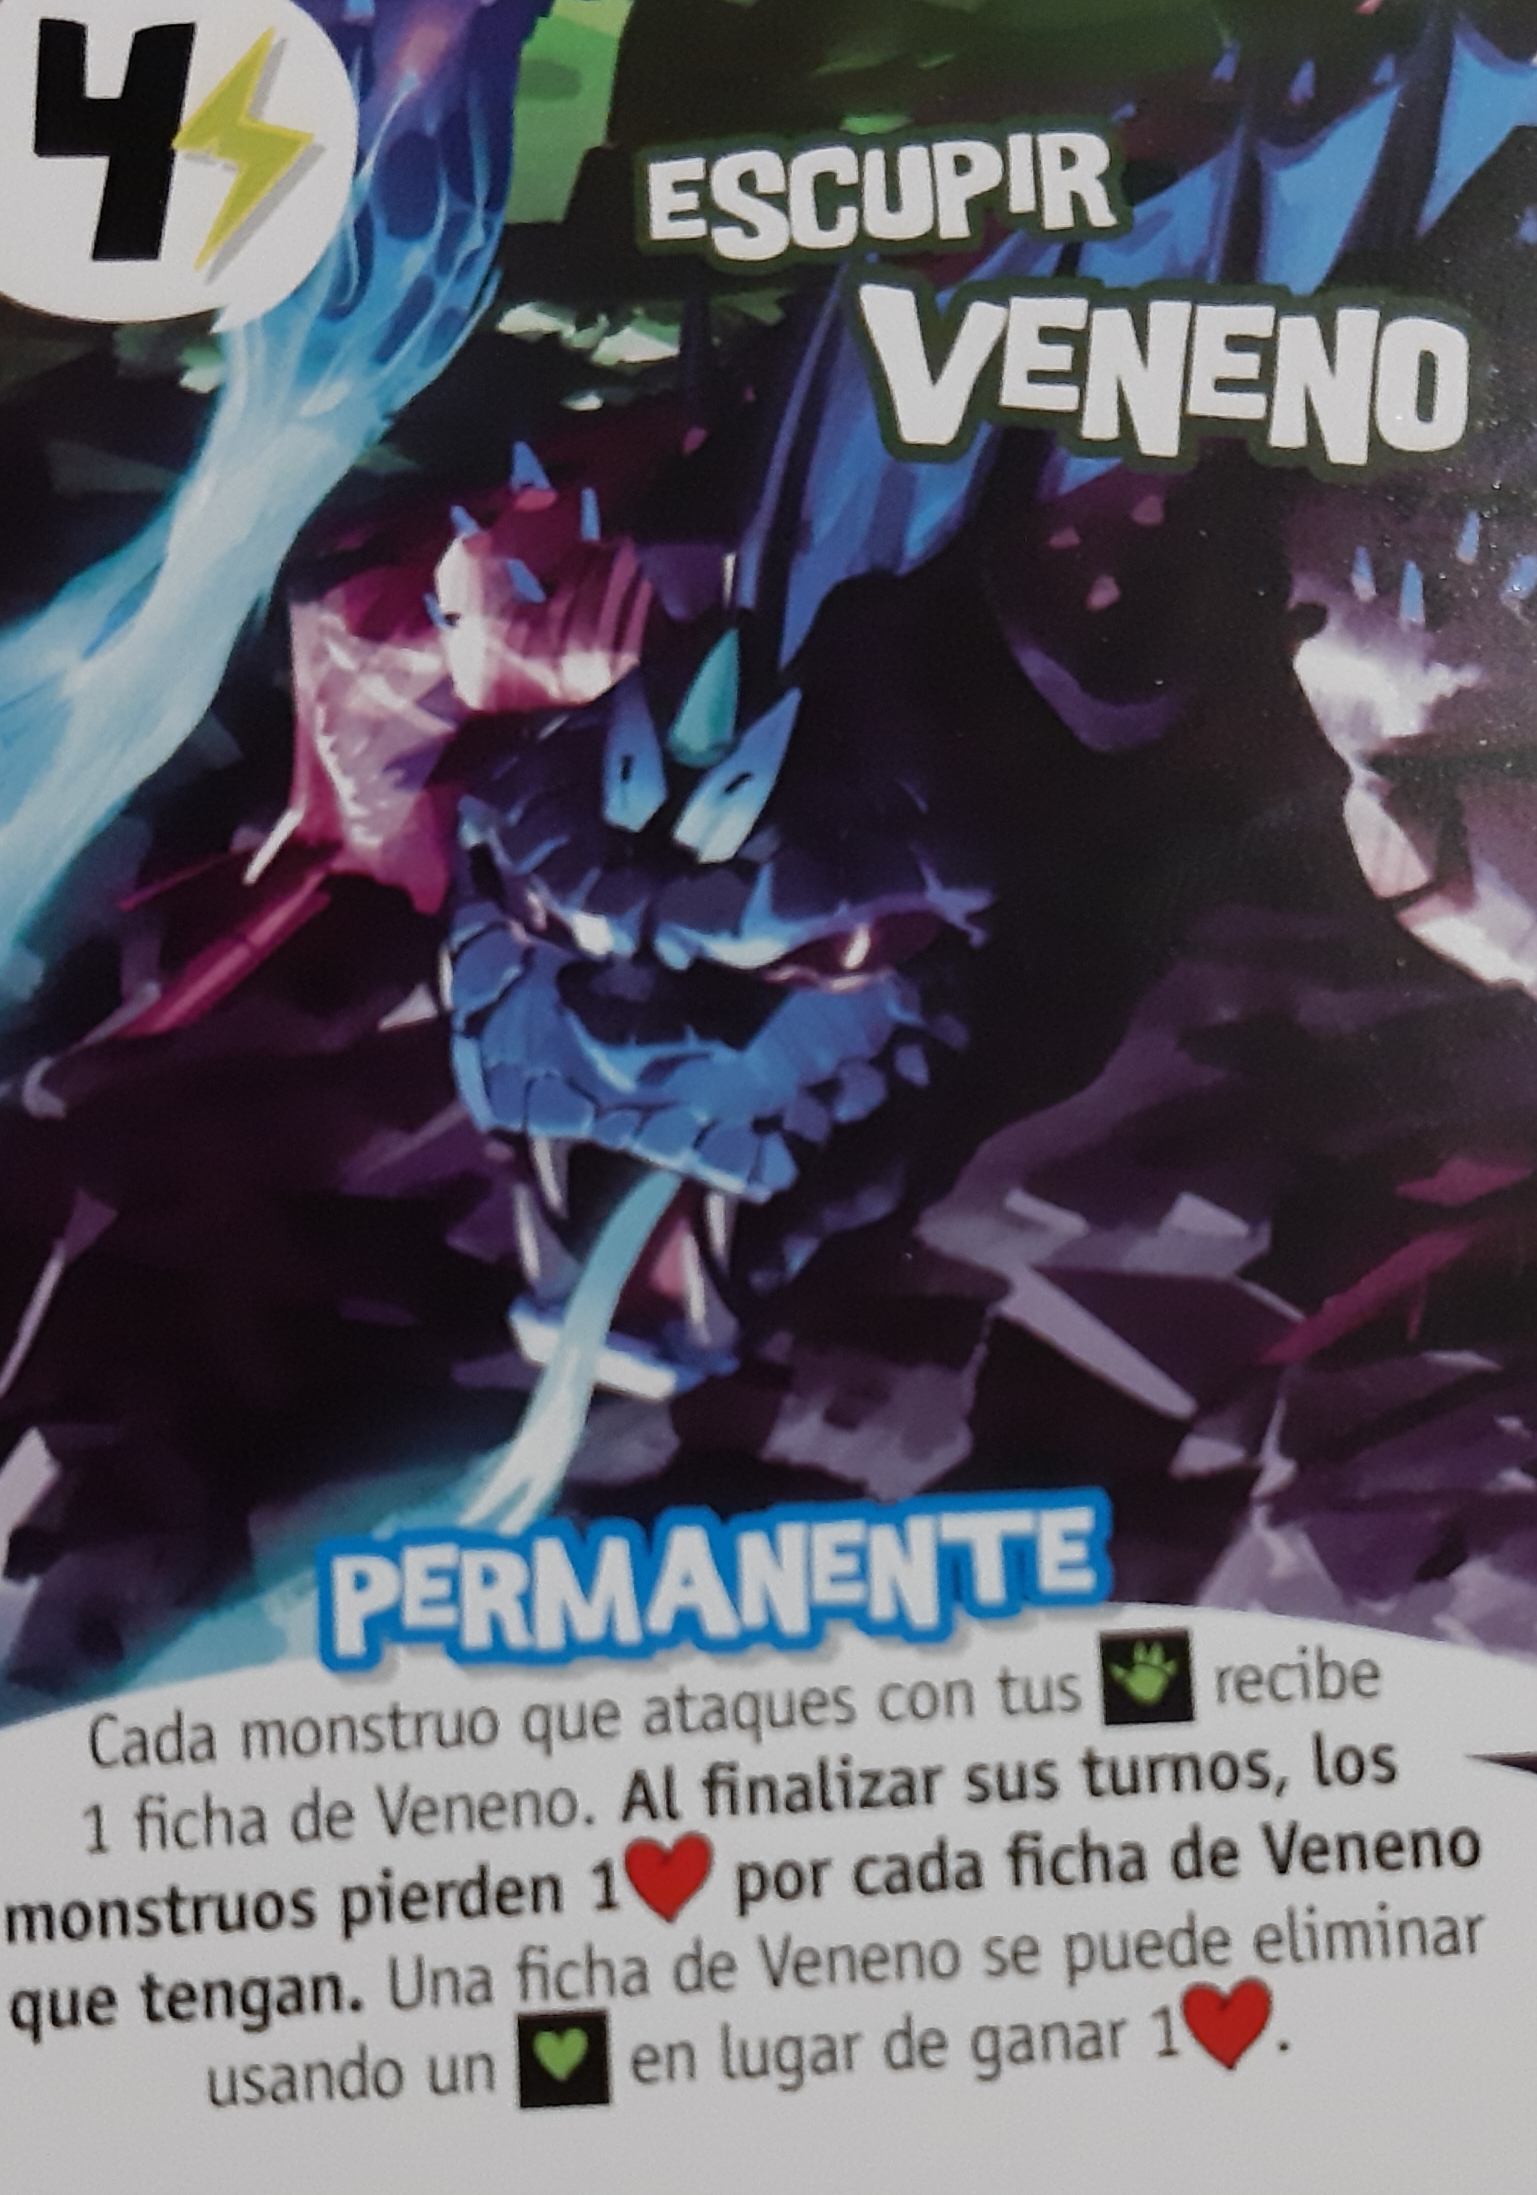 4
ESCUPIR
VENENO
PERMANENTE
Cada monstruo que ataques con tus recibe
1 ficha de Veneno. Al finalizar sus turnos, los
monstruos pierden 1 por cada ficha de Veneno
que tengan. Una ficha de Veneno se puede eliminar
usando un en lugar de ganar 1.